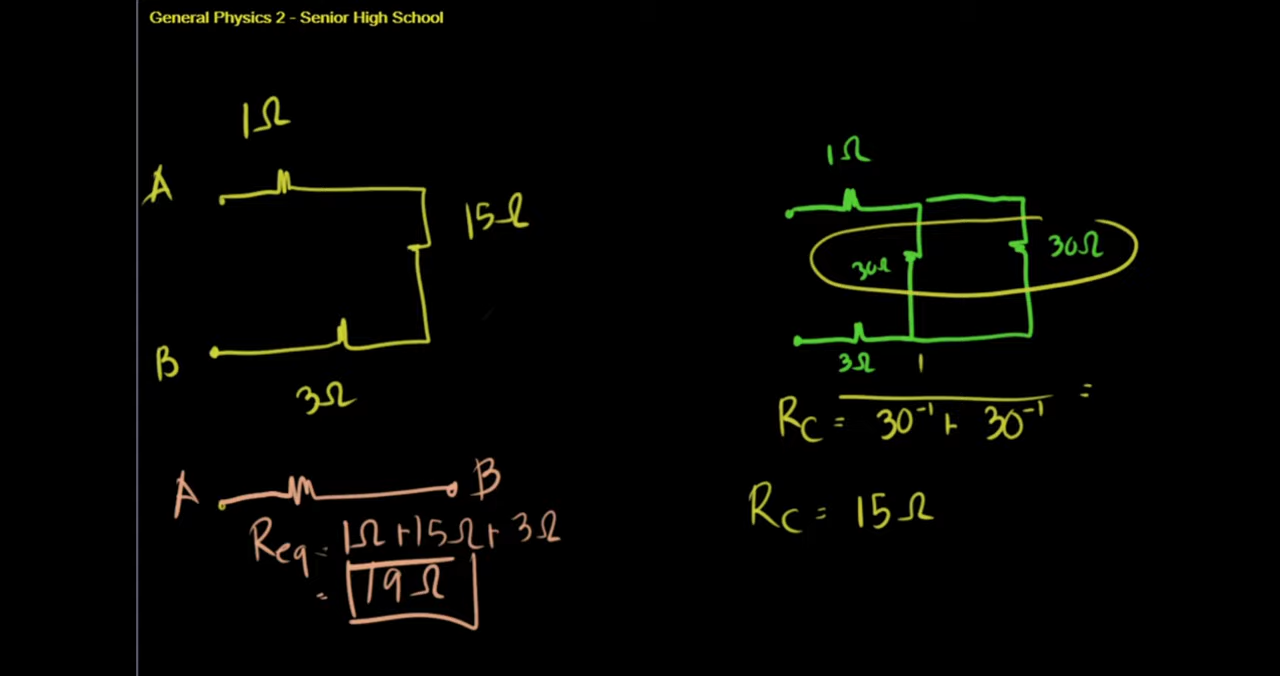 General Physics 2 - Senior High School
1Ω
A
15Ω
B
3Ω
A B
Req = 1Ω + 15Ω + 3Ω
= 19Ω
1Ω
30Ω 30Ω
3Ω
1
Rc = 30⁻¹ + 30⁻¹ =
Rc = 15Ω